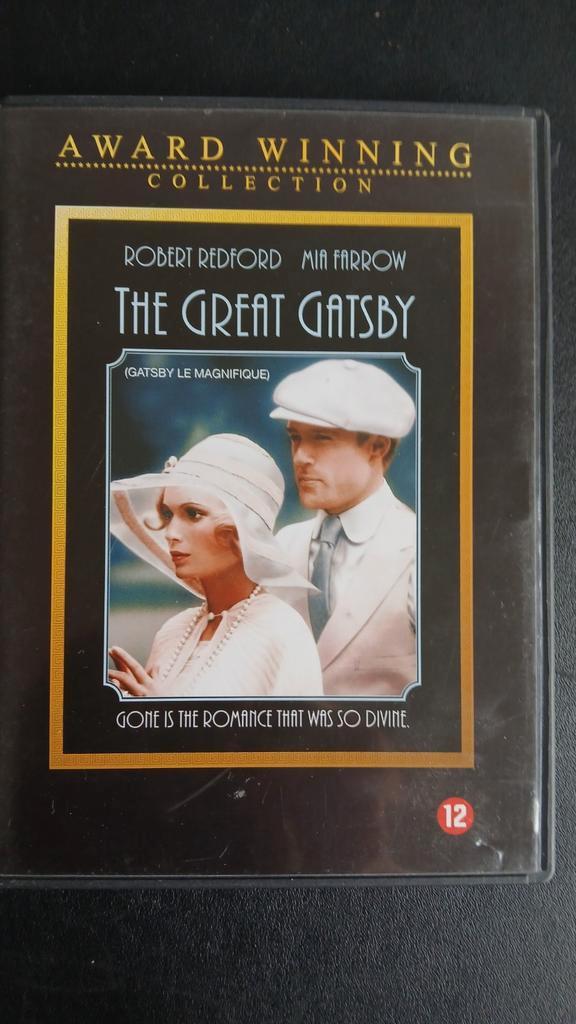 AWARD WINNING
COLLECTION
ROBERT REDFORD MIA FARROW
THE GREAT GATSBY
(GATSBY LE MAGNIFIQUE)
GONE IS THE ROMANCE THAT WAS SO DIVINE.
12